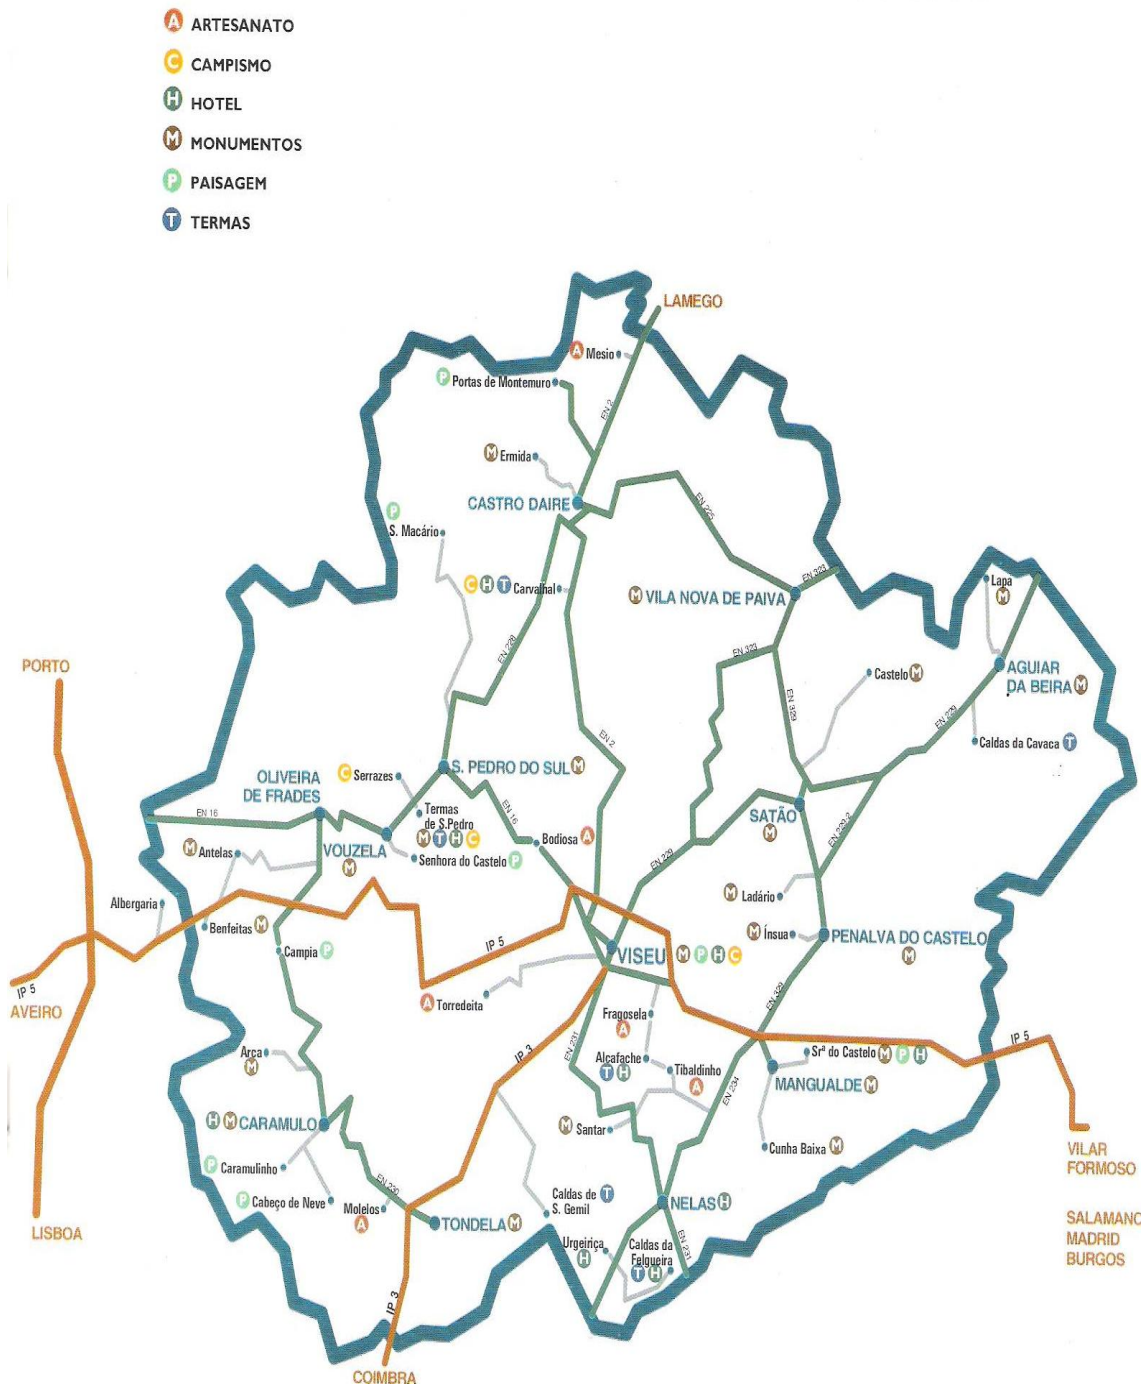 A ARTESANATO
C CAMPISMO
H HOTEL
M MONUMENTOS
P PAISAGEM
T TERMAS
LAMEGO
A Mesio
P Portas de Montemuro
EN 2
M Ermida
CASTRO DAIRE
EN 225
P
S. Macário
EN 323
C H T Carvalhal
M VILA NOVA DE PAIVA
Lapa
M
EN 228
EN 323
PORTO
Castelo M
AGUIAR
DA BEIRA M
EN 329
EN 229
EN 2
Caldas da Cavaca T
S. PEDRO DO SUL M
C Serrazes
OLIVEIRA
DE FRADES
EN 16
EN 16
Termas
de S.Pedro
M T H C
SATÃO
M
EN 229-2
Bodiosa A
VOUZELA
M
Senhora do Castelo P
M Antelas
EN 229
M Ladário
Albergaria
Benfeitas M
M Ínsua
PENALVA DO CASTELO
M
Campia P
IP 5
VISEU M P H C
IP 5
AVEIRO
A Torredeita
EN 329
Fragosela
A
IP 5
Arca
M
IP 3
EN 231
Alcafache
T H
Tibaldinho
A
Srª do Castelo M P H
MANGUALDE M
EN 234
H M CARAMULO
M Santar
Cunha Baixa M
VILAR
FORMOSO
P Caramulinho
P Cabeço de Neve
EN 230
Molelos
A
Caldas de T
S. Gemil
NELAS H
TONDELA M
LISBOA
SALAMANC
MADRID
BURGOS
Urgeiriça
H
Caldas da
Felgueira
T H
EN 231
IP 3
COIMBRA